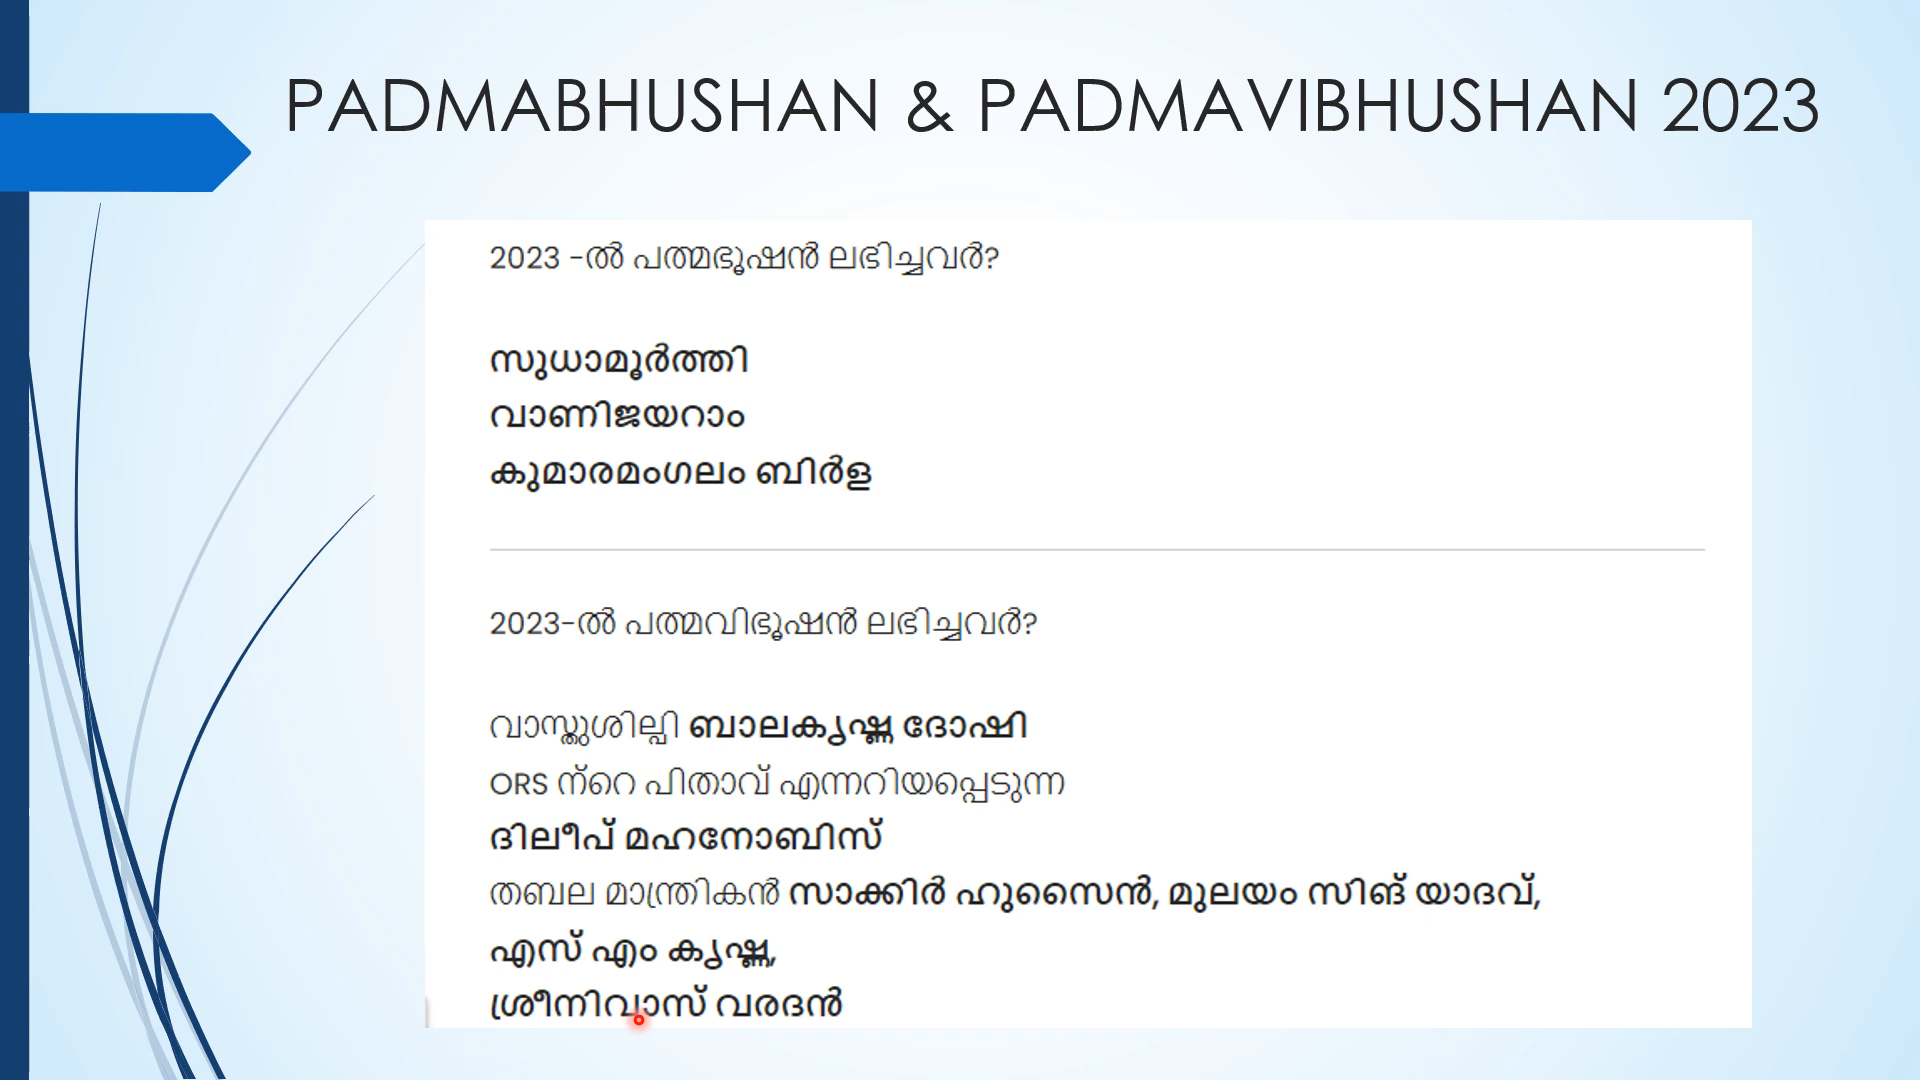 PADMABHUSHAN & PADMAVIBHUSHAN 2023
2023 -ൽ പത്മഭൂഷൻ ലഭിച്ചവർ?
സുധാമൂർത്തി
വാണിജയറാം
കുമാരമംഗലം ബിർള
2023-ൽ പത്മവിഭൂഷൻ ലഭിച്ചവർ?
വാസ്തുശില്പി ബാലകൃഷ്ണ ദോഷി
ORS ന്റെ പിതാവ് എന്നറിയപ്പെടുന്ന
ദിലീപ് മഹനോബിസ്
തബല മാന്ത്രികൻ സാക്കിർ ഹുസൈൻ, മുലയം സിങ് യാദവ്,
എസ് എം കൃഷ്ണ,
ശ്രീനിവാസ് വരദൻ